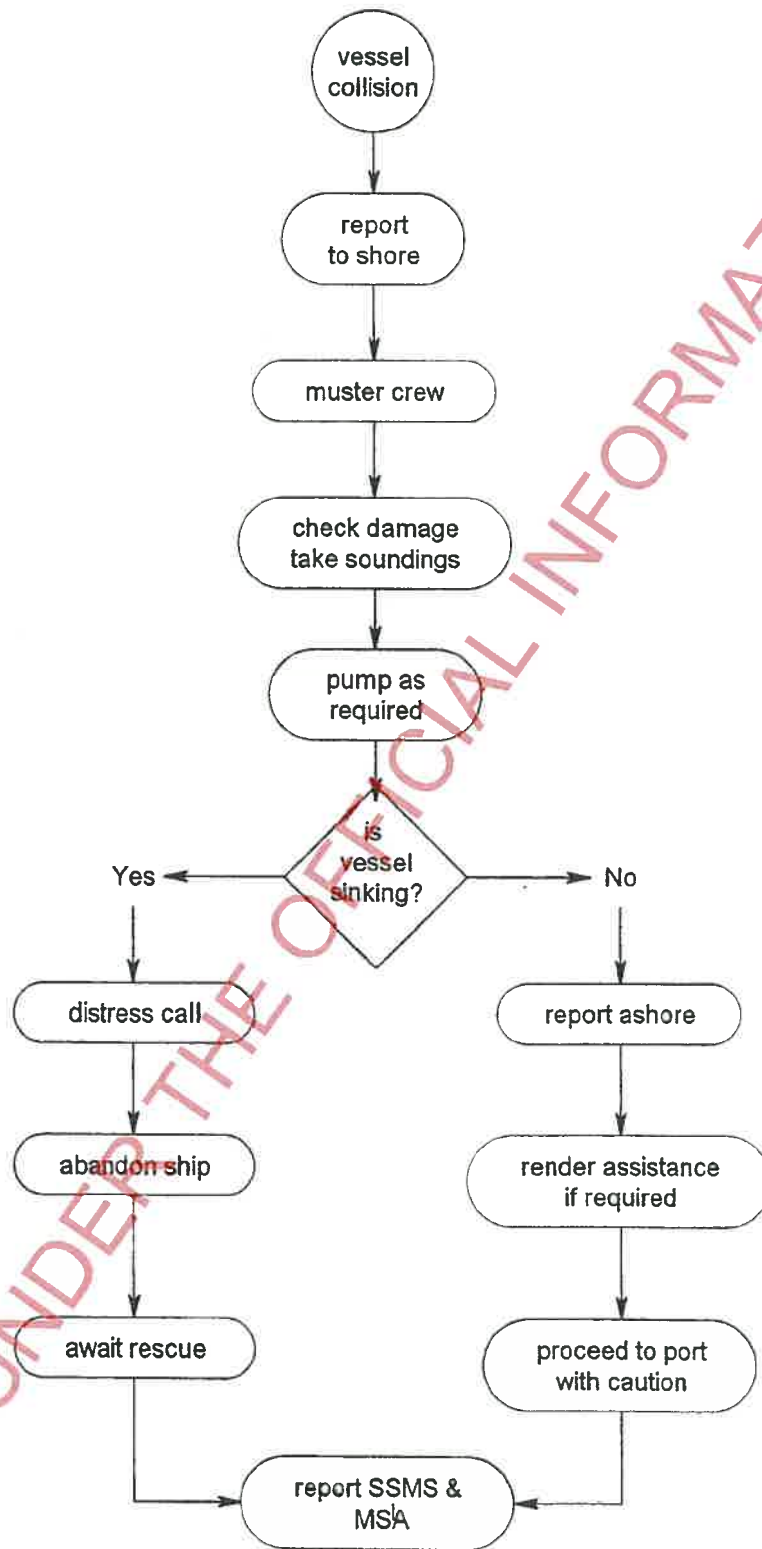 vessel
collision
report
to shore
muster crew
check damage
take soundings
pump as
required
is
vessel
sinking?
Yes
No
distress call
report ashore
abandon ship
render assistance
if required
await rescue
proceed to port
with caution
report SSMS &
MSA
UNDER THE OFFICIAL INFORMAT